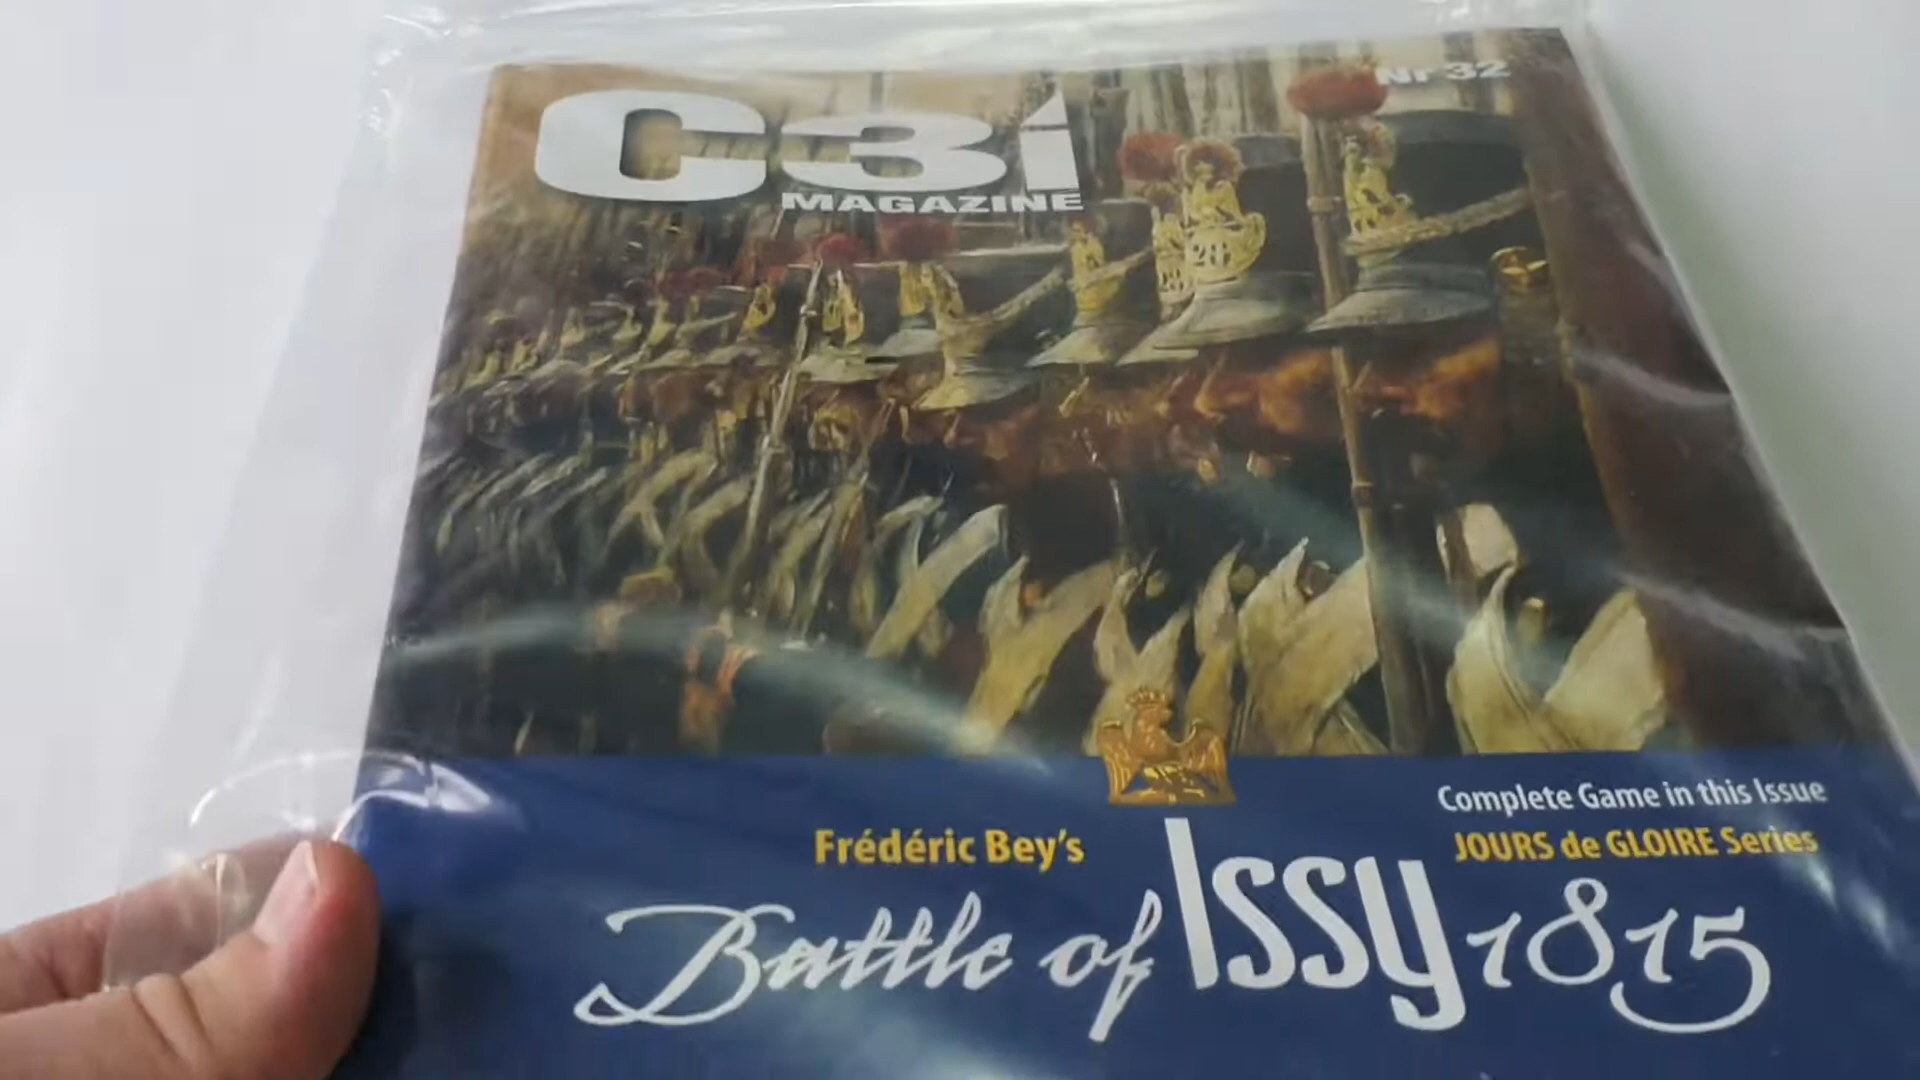 Nr 32
C3i
MAGAZINE
28
Complete Game in this Issue
JOURS de GLOIRE Series
Frédéric Bey's
Battle of Issy 1815